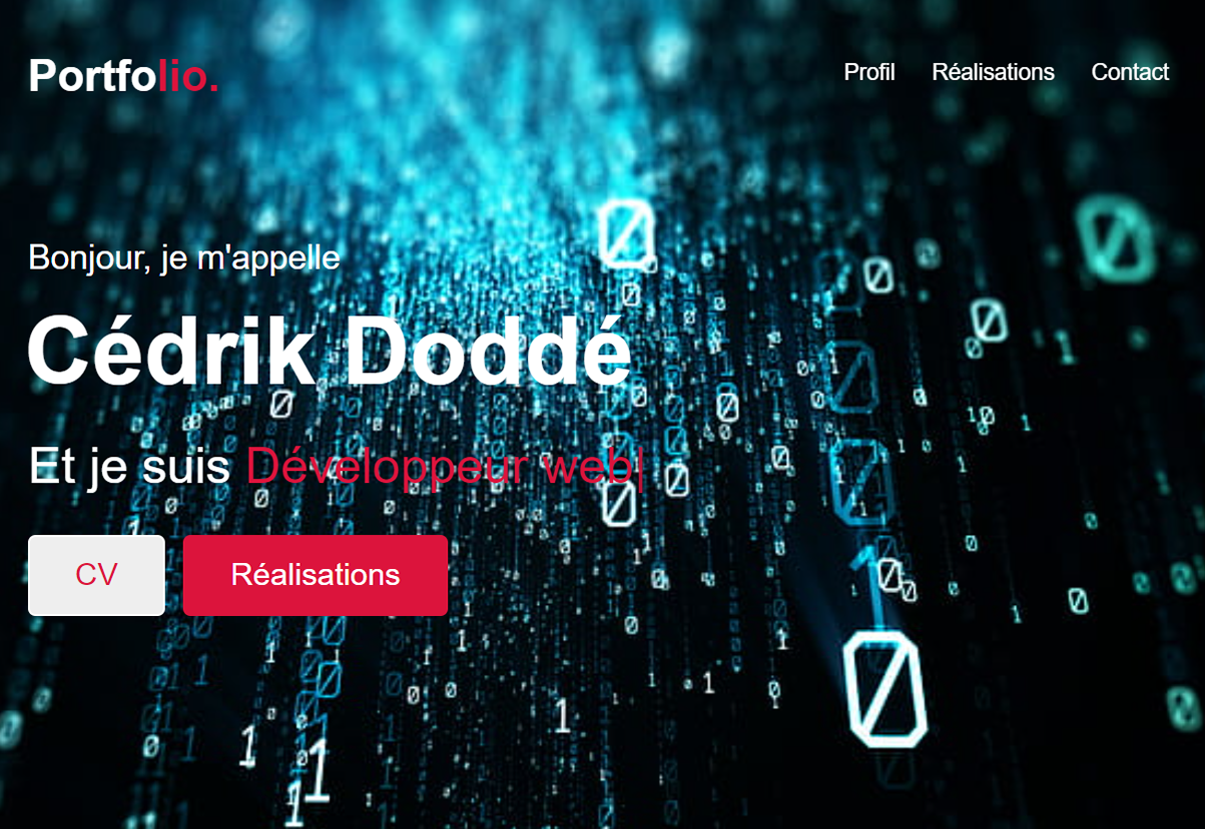 Portfolio.
Profil Réalisations Contact
Bonjour, je m'appelle
Cédrik Doddé
Et je suis Développeur web|
CV Réalisations